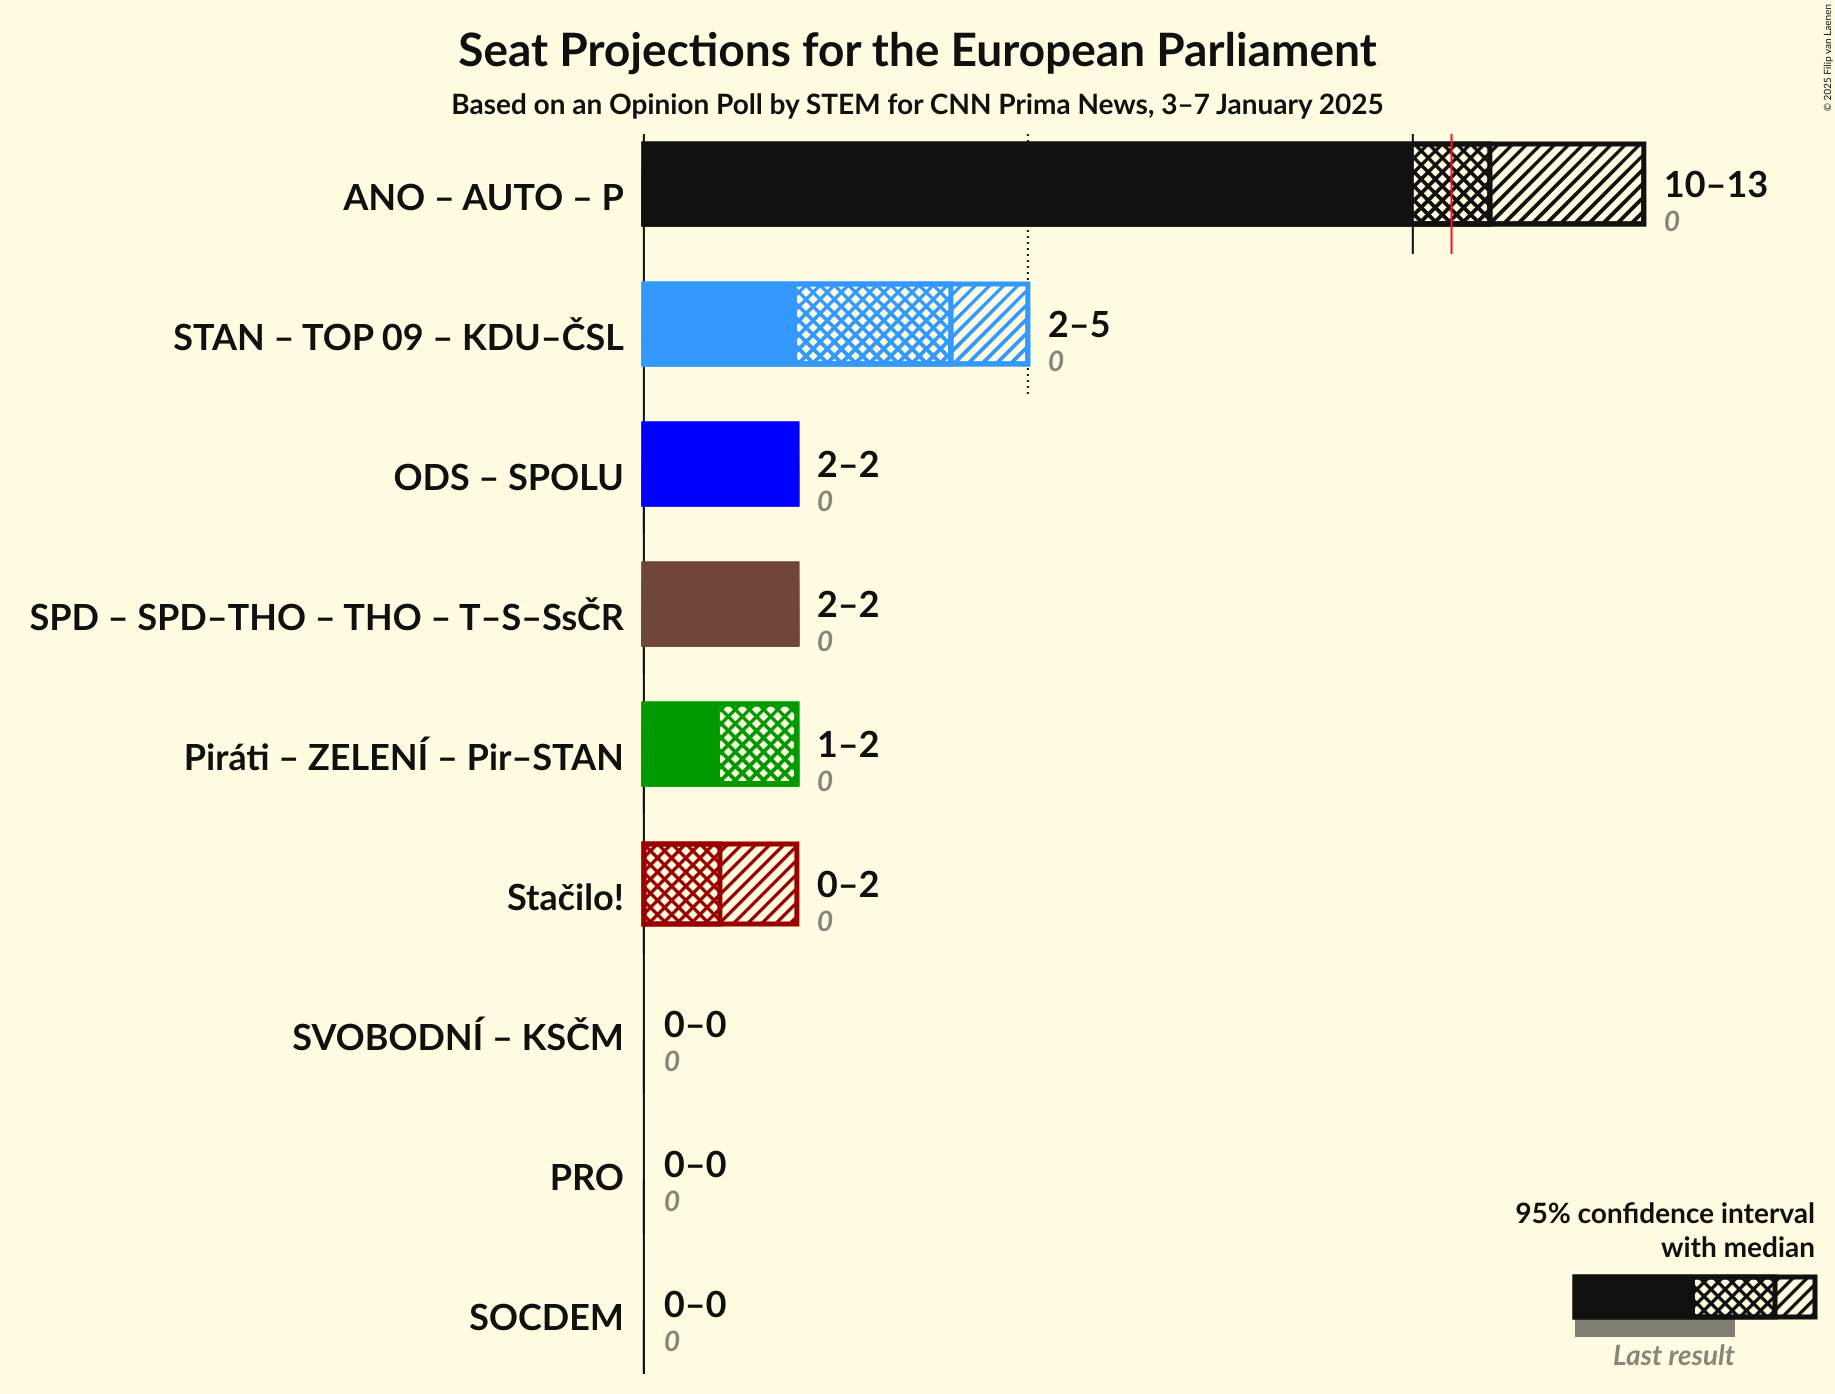 Seat Projections for the European Parliament
Based on an Opinion Poll by STEM for CNN Prima News, 3–7 January 2025
© 2025 Filip van Laenen
ANO – AUTO – P
10–13
0
STAN – TOP 09 – KDU–ČSL
2–5
0
ODS – SPOLU
2–2
0
SPD – SPD–THO – THO – T–S–SsČR
2–2
0
Piráti – ZELENÍ – Pir–STAN
1–2
0
Stačilo!
0–2
0
SVOBODNÍ – KSČM
0–0
0
PRO
0–0
0
SOCDEM
0–0
0
95% confidence interval
with median
Last result